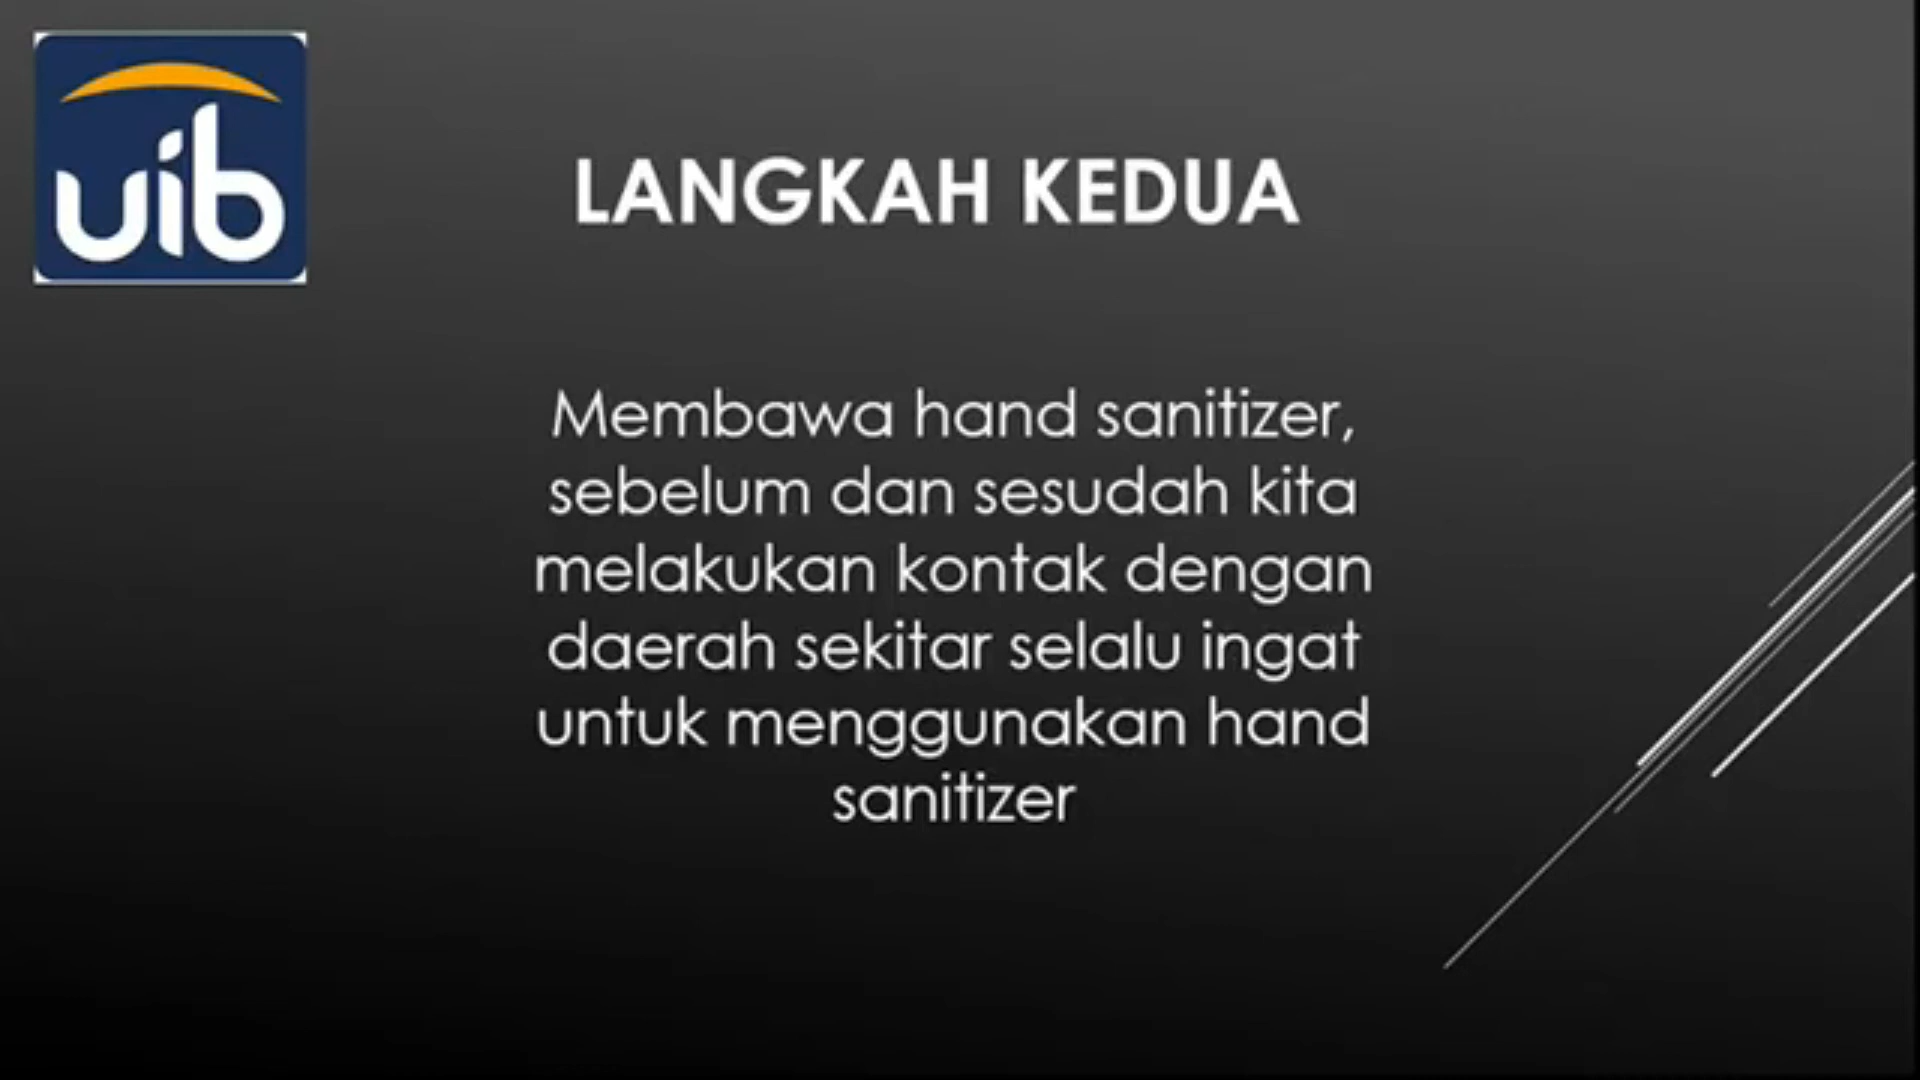 uib
LANGKAH KEDUA
Membawa hand sanitizer,
sebelum dan sesudah kita
melakukan kontak dengan
daerah sekitar selalu ingat
untuk menggunakan hand
sanitizer